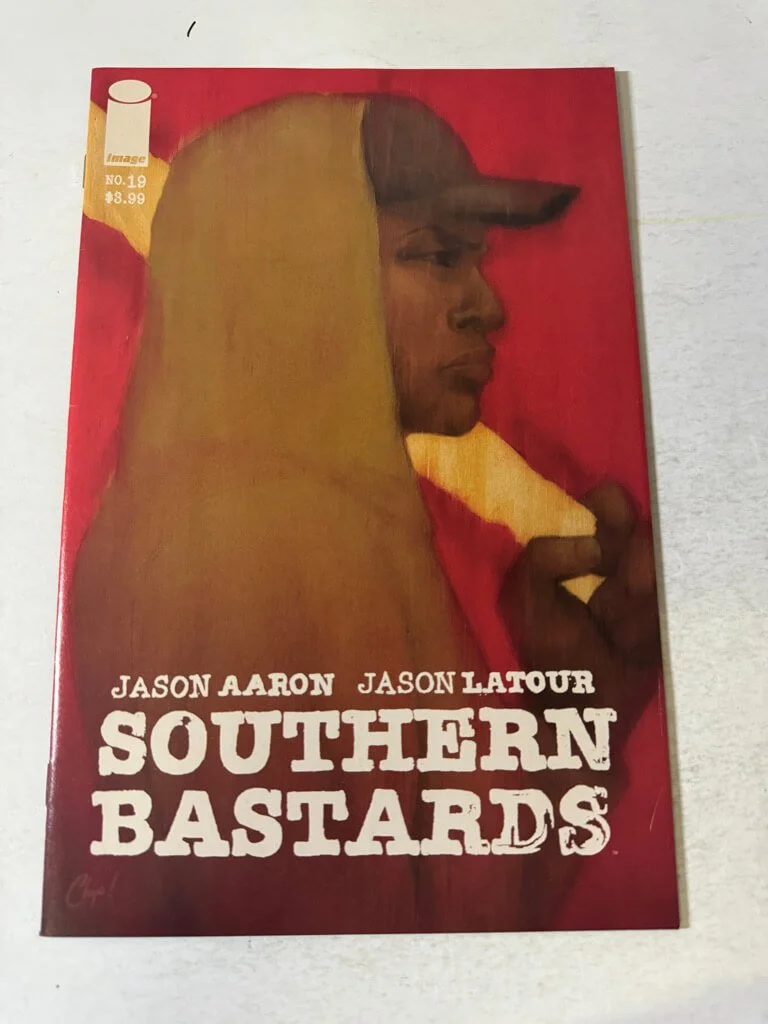 image
NO.19
$3.99
JASON AARON JASON LATOUR
SOUTHERN
BASTARDS